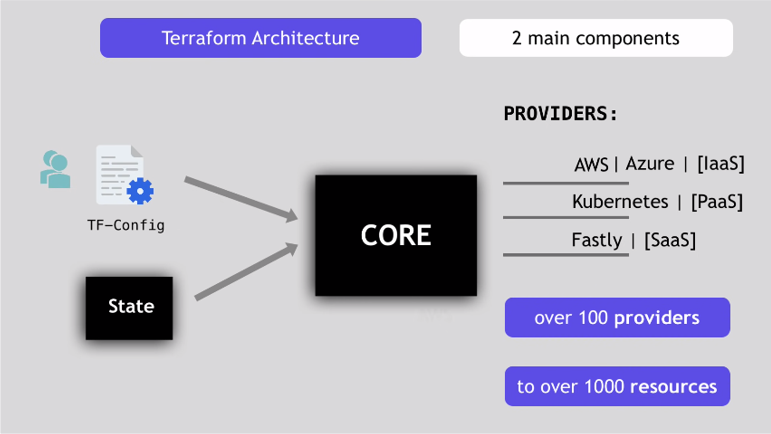 Terraform Architecture
2 main components
PROVIDERS:
AWS | Azure | [IaaS]
Kubernetes | [PaaS]
Fastly | [SaaS]
TF-Config
CORE
State
over 100 providers
to over 1000 resources